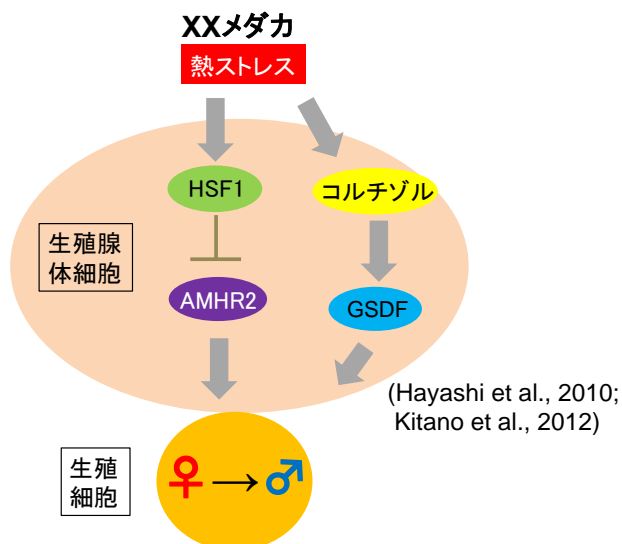 XXメダカ
熱ストレス
HSF1
コルチゾル
生殖腺
体細胞
AMHR2
GSDF
(Hayashi et al., 2010;
Kitano et al., 2012)
生殖
細胞
♀→♂